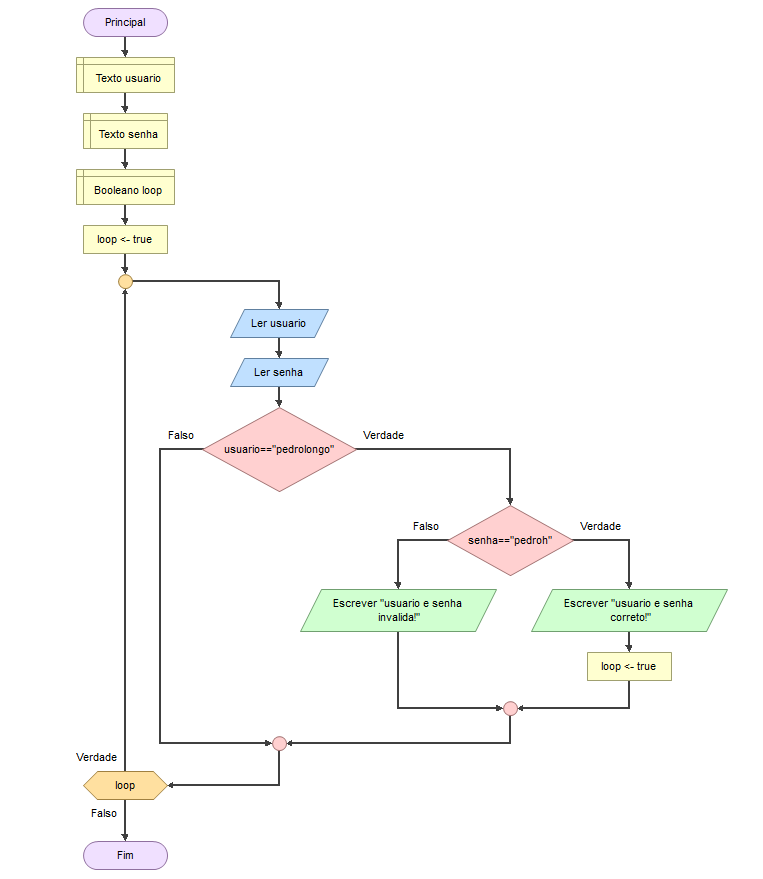 Principal
Texto usuario
Texto senha
Booleano loop
loop <- true
Ler usuario
Ler senha
Falso
usuario=="pedrolongo"
Verdade
Falso
senha=="pedroh"
Verdade
Escrever "usuario e senha
invalida!"
Escrever "usuario e senha
correto!"
loop <- true
Verdade
loop
Falso
Fim